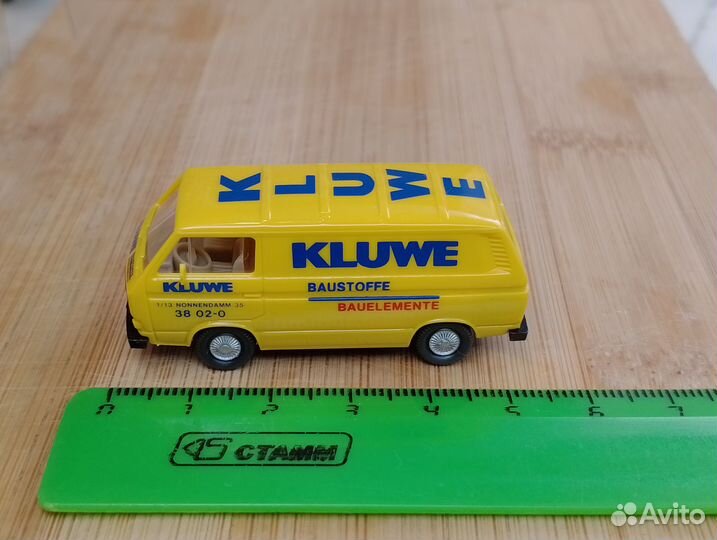 KLUWE
KLUWE
KLUWE
BAUSTOFFE
BAUELEMENTE
1/13 NONNENDAMM 35
38 02-0
0 1 2 3 4 5 6 7
СТАММ
Avito